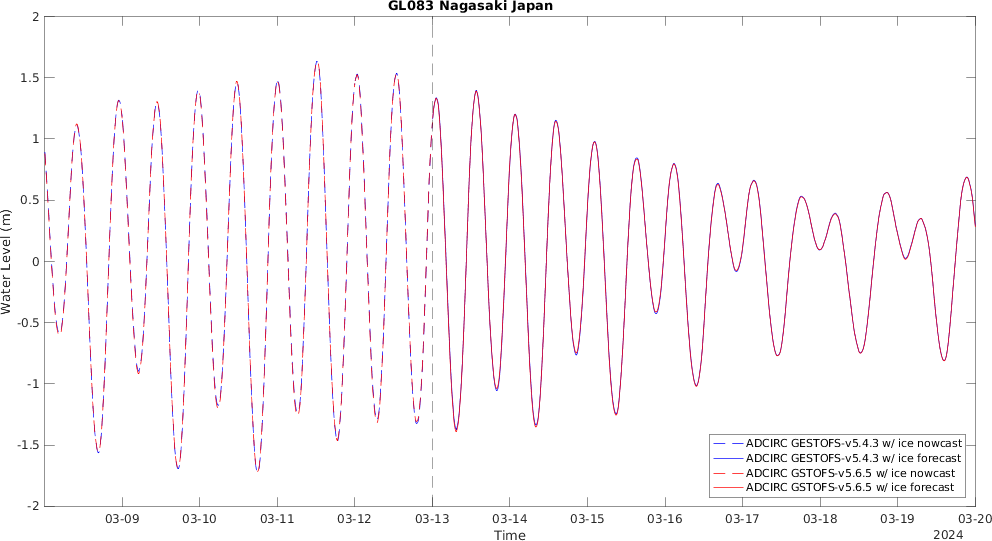 GL083 Nagasaki Japan
2
1.5
1
0.5
0
-0.5
-1
-1.5
-2
Water Level (m)
03-09 03-10 03-11 03-12 03-13 03-14 03-15 03-16 03-17 03-18 03-19 03-20
Time
2024
ADCIRC GESTOFS-v5.4.3 w/ ice nowcast
ADCIRC GESTOFS-v5.4.3 w/ ice forecast
ADCIRC GSTOFS-v5.6.5 w/ ice nowcast
ADCIRC GSTOFS-v5.6.5 w/ ice forecast